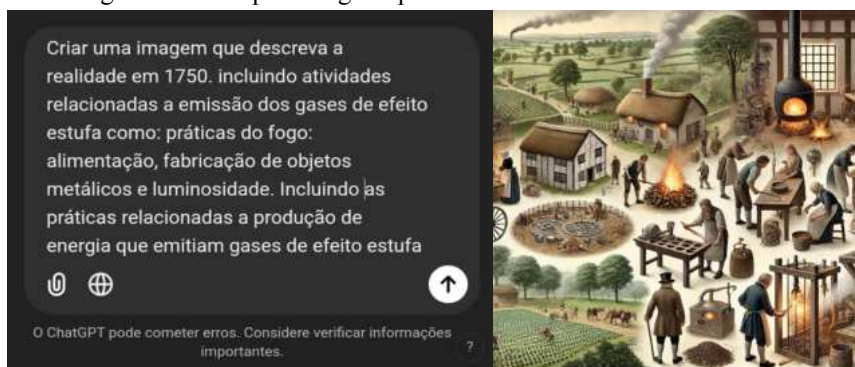 Criar uma imagem que descreva a
realidade em 1750. incluindo atividades
relacionadas a emissão dos gases de efeito
estufa como: práticas do fogo:
alimentação, fabricação de objetos
metálicos e luminosidade. Incluindo as
práticas relacionadas a produção de
energia que emitiam gases de efeito estufa
O ChatGPT pode cometer erros. Considere verificar informações
importantes.
?